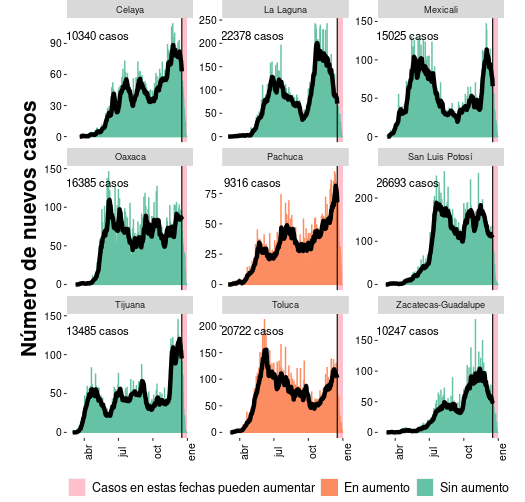 Número de nuevos casos
Celaya
La Laguna
Mexicali
10340 casos
22378 casos
15025 casos
90
60
30
0
250
200
150
100
50
0
150
100
50
0
Oaxaca
Pachuca
San Luis Potosí
16385 casos
9316 casos
26693 casos
150
100
50
0
75
50
25
0
200
100
0
Tijuana
Toluca
Zacatecas-Guadalupe
13485 casos
20722 casos
10247 casos
150
100
50
0
200
150
100
50
0
150
100
50
0
abr jul oct ene
abr jul oct ene
abr jul oct ene
Casos en estas fechas pueden aumentar En aumento Sin aumento